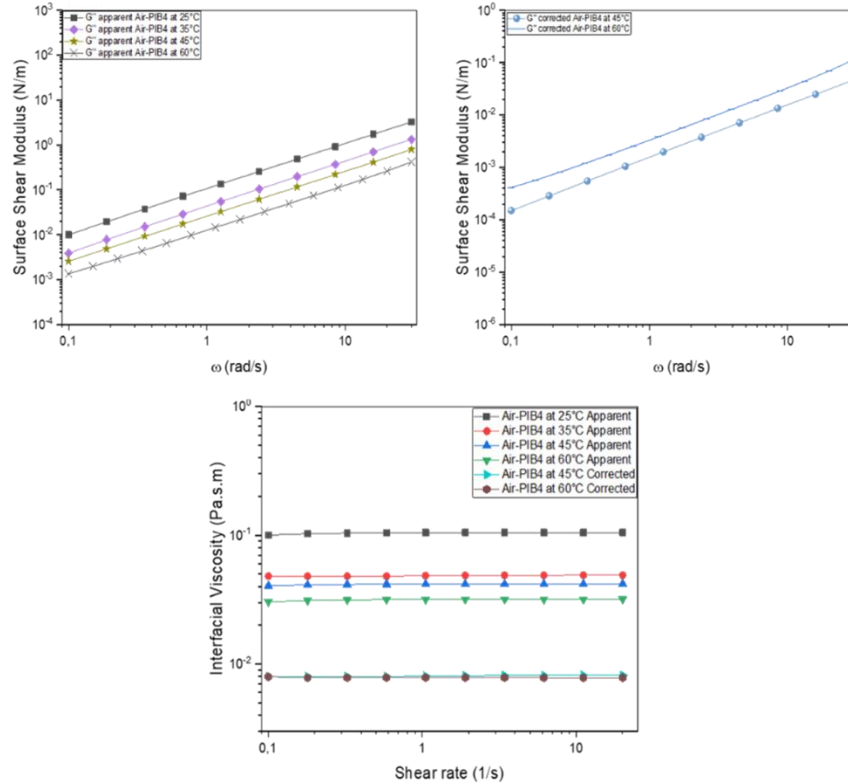 G'' apparent Air-PIB4 at 25°C
G'' apparent Air-PIB4 at 35°C
G'' apparent Air-PIB4 at 45°C
G'' apparent Air-PIB4 at 60°C
Surface Shear Modulus (N/m)
10³
10²
10¹
10⁰
10⁻¹
10⁻²
10⁻³
10⁻⁴
0,1 1 10
ω (rad/s)
G'' corrected Air-PIB4 at 45°C
G'' corrected Air-PIB4 at 60°C
Surface Shear Modulus (N/m)
10⁰
10⁻¹
10⁻²
10⁻³
10⁻⁴
10⁻⁵
10⁻⁶
0,1 1 10
ω (rad/s)
Air-PIB4 at 25°C Apparent
Air-PIB4 at 35°C Apparent
Air-PIB4 at 45°C Apparent
Air-PIB4 at 60°C Apparent
Air-PIB4 at 45°C Corrected
Air-PIB4 at 60°C Corrected
Interfacial Viscosity (Pa.s.m)
10⁰
10⁻¹
10⁻²
0,1 1 10
Shear rate (1/s)